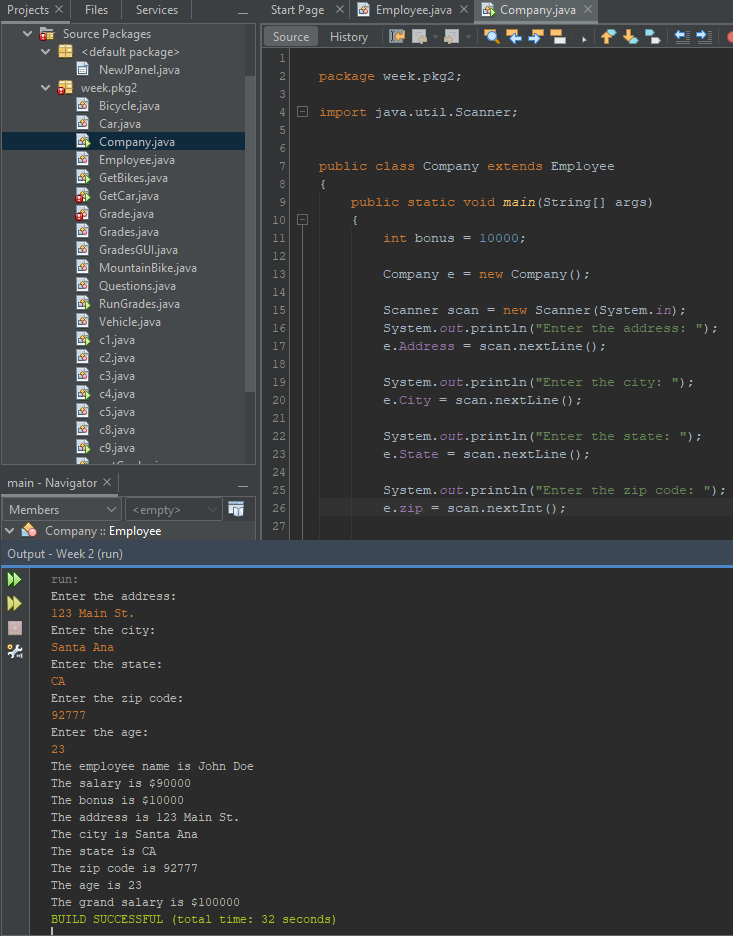 Projects Files Services
Source Packages
<default package>
NewJPanel.java
week.pkg2
Bicycle.java
Car.java
Company.java
Employee.java
GetBikes.java
GetCar.java
Grade.java
Grades.java
GradesGUI.java
MountainBike.java
Questions.java
RunGrades.java
Vehicle.java
c1.java
c2.java
c3.java
c4.java
c5.java
c8.java
c9.java
main - Navigator
Members <empty>
Company :: Employee
Start Page Employee.java Company.java
Source History
1
2 package week.pkg2;
3
4 import java.util.Scanner;
5
6
7 public class Company extends Employee
8 {
9 public static void main(String[] args)
10 {
11 int bonus = 10000;
12
13 Company e = new Company();
14
15 Scanner scan = new Scanner(System.in);
16 System.out.println("Enter the address: ");
17 e.Address = scan.nextLine();
18
19 System.out.println("Enter the city: ");
20 e.City = scan.nextLine();
21
22 System.out.println("Enter the state: ");
23 e.State = scan.nextLine();
24
25 System.out.println("Enter the zip code: ");
26 e.zip = scan.nextInt();
27
Output - Week 2 (run)
run:
Enter the address:
123 Main St.
Enter the city:
Santa Ana
Enter the state:
CA
Enter the zip code:
92777
Enter the age:
23
The employee name is John Doe
The salary is $90000
The bonus is $10000
The address is 123 Main St.
The city is Santa Ana
The state is CA
The zip code is 92777
The age is 23
The grand salary is $100000
BUILD SUCCESSFUL (total time: 32 seconds)